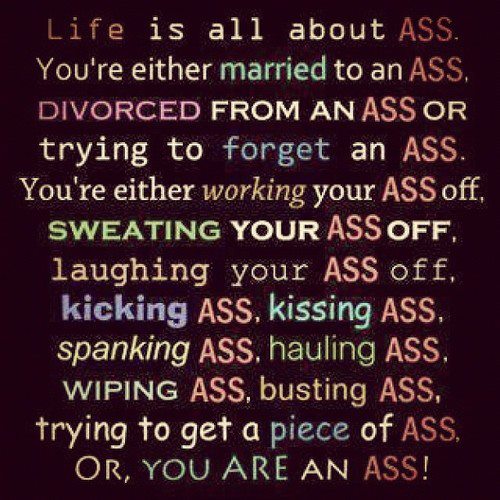 Life is all about ASS.
You're either married to an ASS,
DIVORCED FROM AN ASS OR
trying to forget an ASS.
You're either working your ASS off,
SWEATING YOUR ASS OFF,
laughing your ASS off,
kicking ASS, kissing ASS,
spanking ASS, hauling ASS,
WIPING ASS, busting ASS,
trying to get a piece of ASS,
OR, YOU ARE AN ASS!